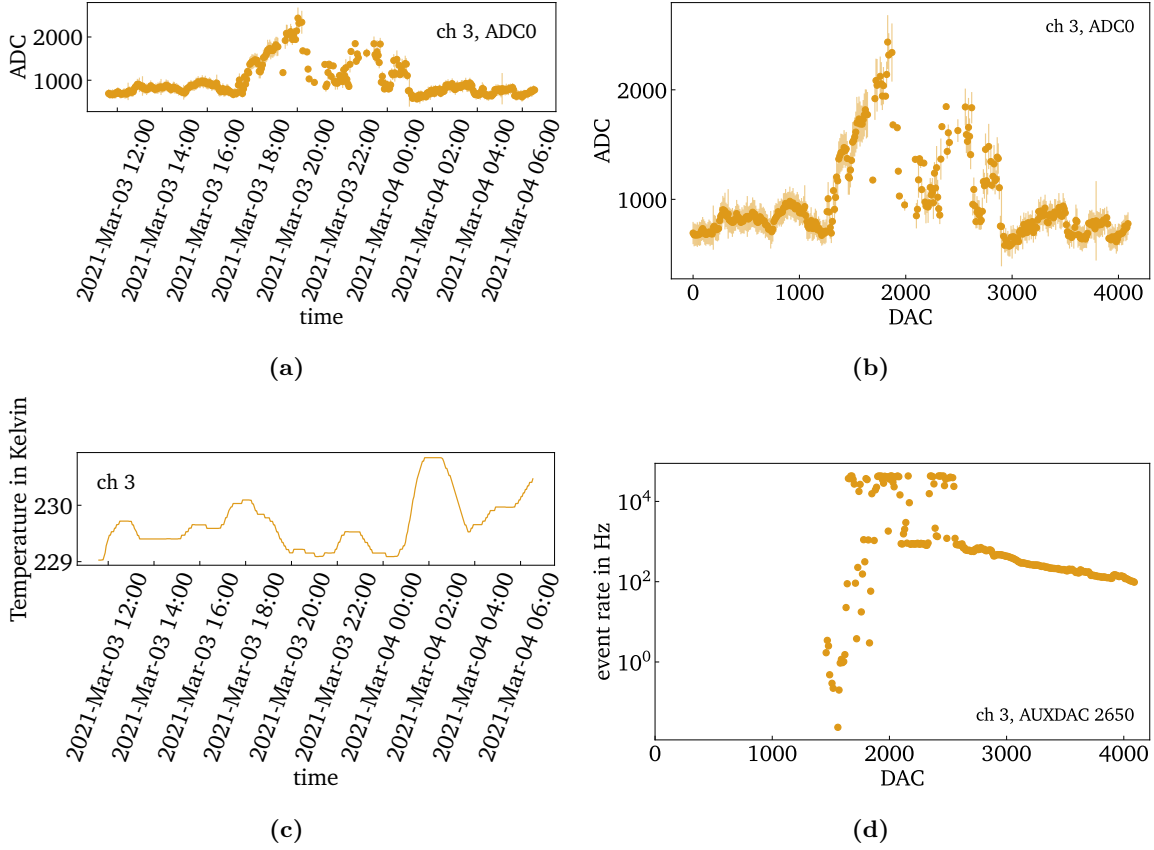 ADC
2000
1000
ch 3, ADC0
2021-Mar-03 12:00
2021-Mar-03 14:00
2021-Mar-03 16:00
2021-Mar-03 18:00
2021-Mar-03 20:00
2021-Mar-03 22:00
2021-Mar-04 00:00
2021-Mar-04 02:00
2021-Mar-04 04:00
2021-Mar-04 06:00
time
(a)
ADC
2000
1000
ch 3, ADC0
0 1000 2000 3000 4000
DAC
(b)
Temperature in Kelvin
230
229
ch 3
2021-Mar-03 12:00
2021-Mar-03 14:00
2021-Mar-03 16:00
2021-Mar-03 18:00
2021-Mar-03 20:00
2021-Mar-03 22:00
2021-Mar-04 00:00
2021-Mar-04 02:00
2021-Mar-04 04:00
2021-Mar-04 06:00
time
(c)
event rate in Hz
10⁴
10²
10⁰
ch 3, AUXDAC 2650
0 1000 2000 3000 4000
DAC
(d)